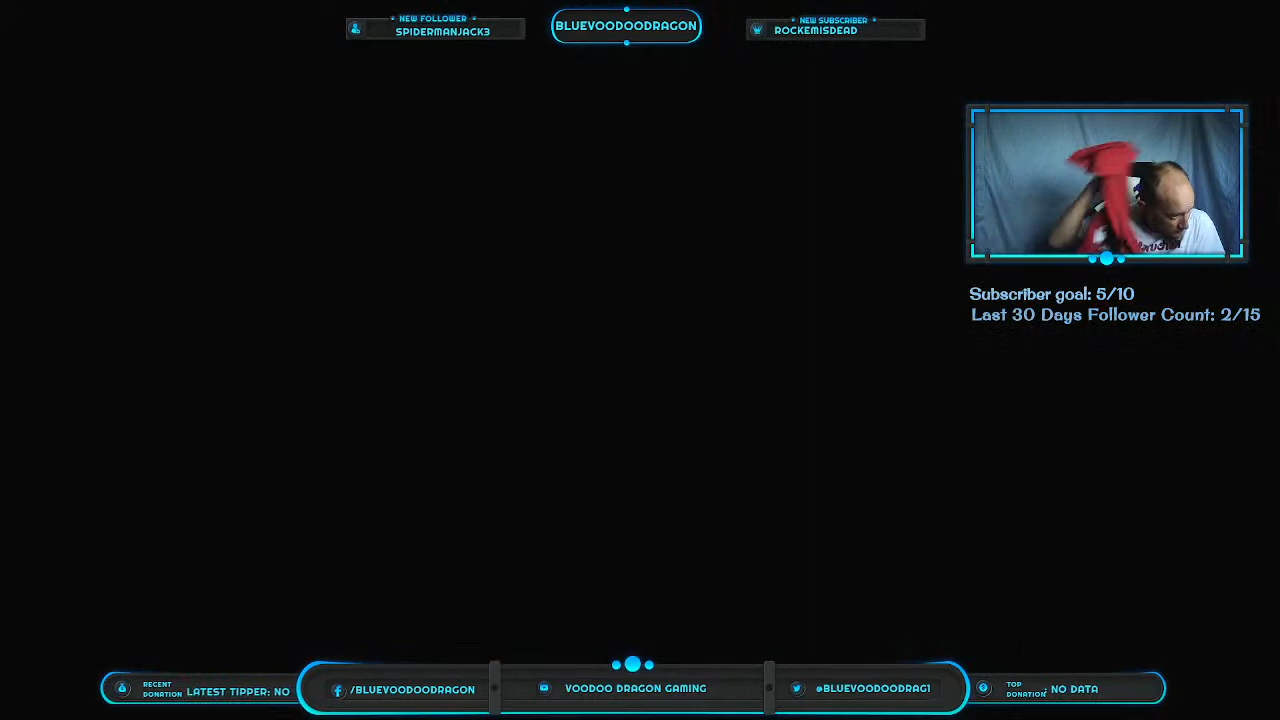 NEW FOLLOWER
SPIDERMANJACK3
BLUEVOODOODRAGON
NEW SUBSCRIBER
ROCKEMISDEAD
Subscriber goal: 5/10
Last 30 Days Follower Count: 2/15
RECENT
DONATION
LATEST TIPPER: NO
/BLUEVOODOODRAGON
VOODOO DRAGON GAMING
@BLUEVOODOODRAG1
TOP
DONATION
: NO DATA